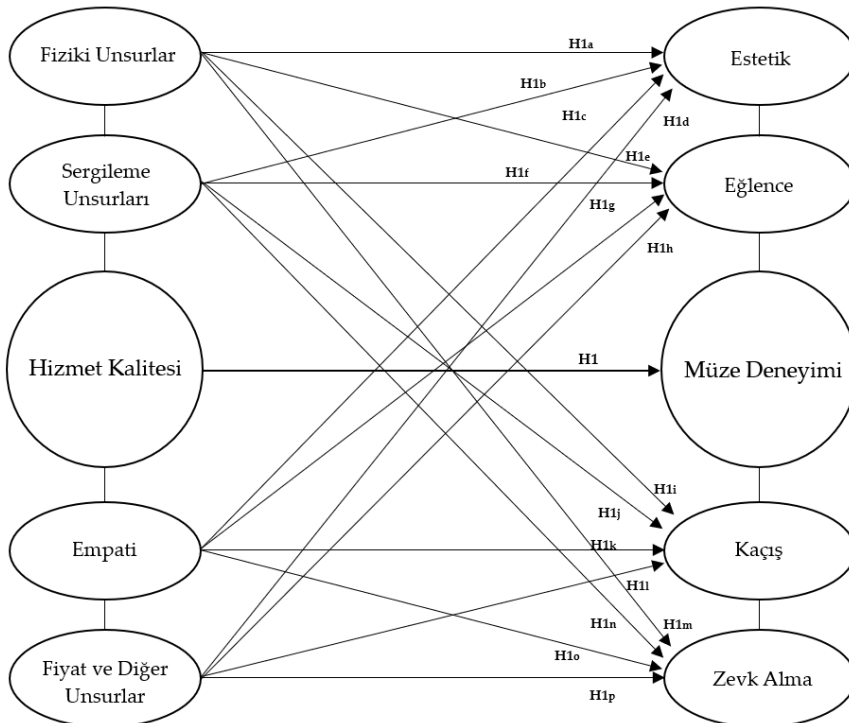 Fiziki Unsurlar
H1a
Estetik
H1b
H1c
H1d
Sergileme
Unsurları
H1e
H1f
Eğlence
H1g
H1h
Hizmet Kalitesi
H1
Müze Deneyimi
H1i
H1j
Empati
H1k
Kaçış
H1l
H1n
H1m
Fiyat ve Diğer
Unsurlar
H1o
H1p
Zevk Alma